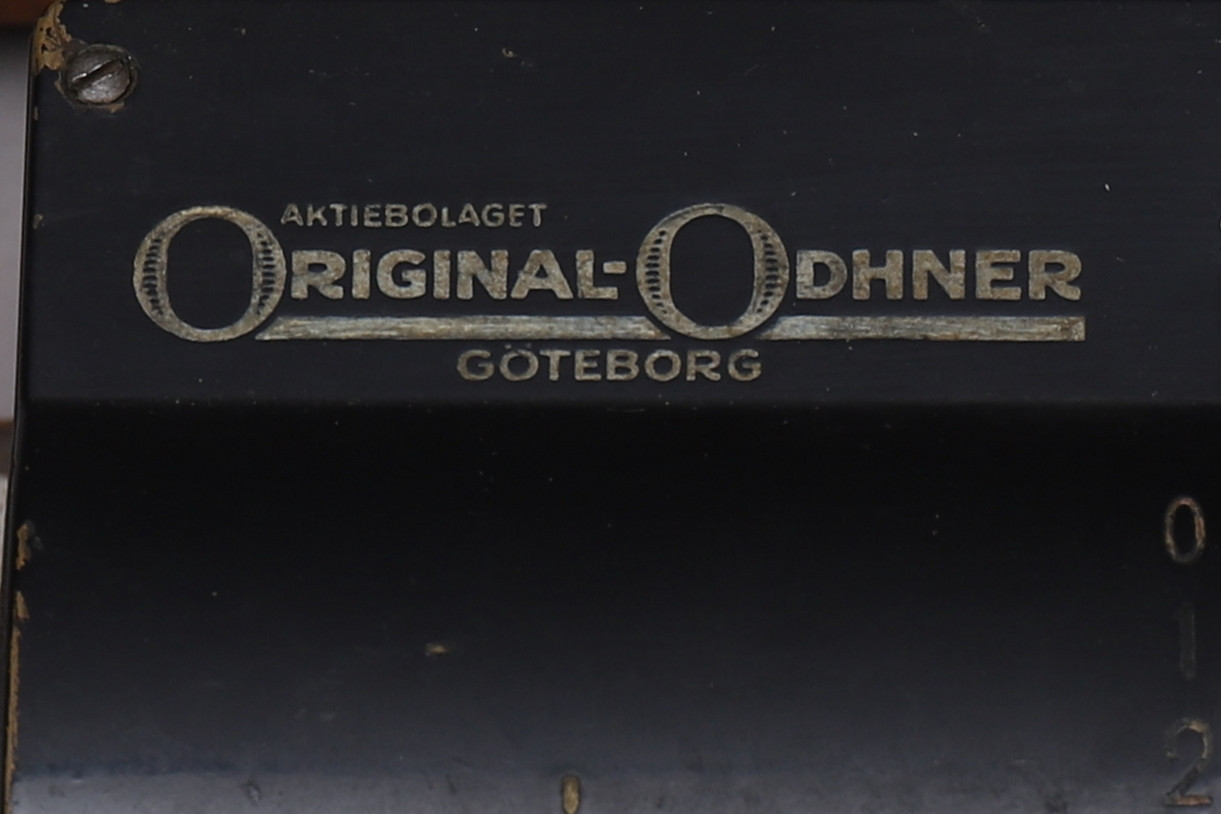 AKTIEBOLAGET
ORIGINAL-ODHNER
GÖTEBORG
0
1
2